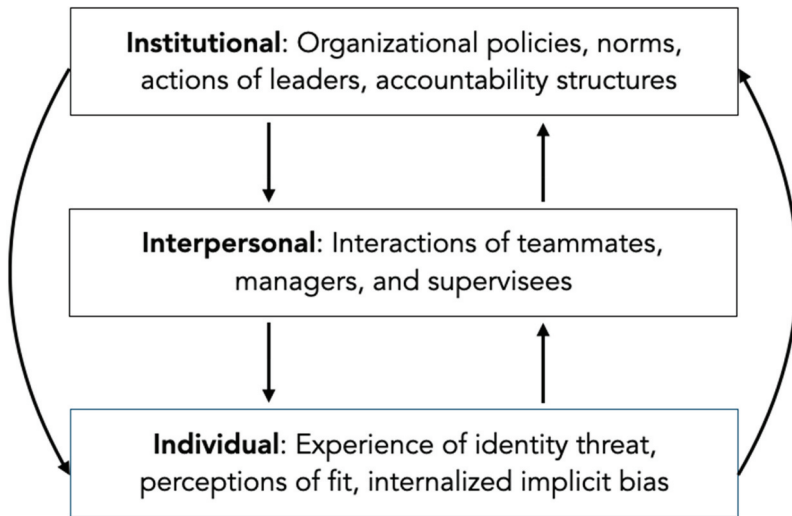 Institutional: Organizational policies, norms,
actions of leaders, accountability structures
Interpersonal: Interactions of teammates,
managers, and supervisees
Individual: Experience of identity threat,
perceptions of fit, internalized implicit bias